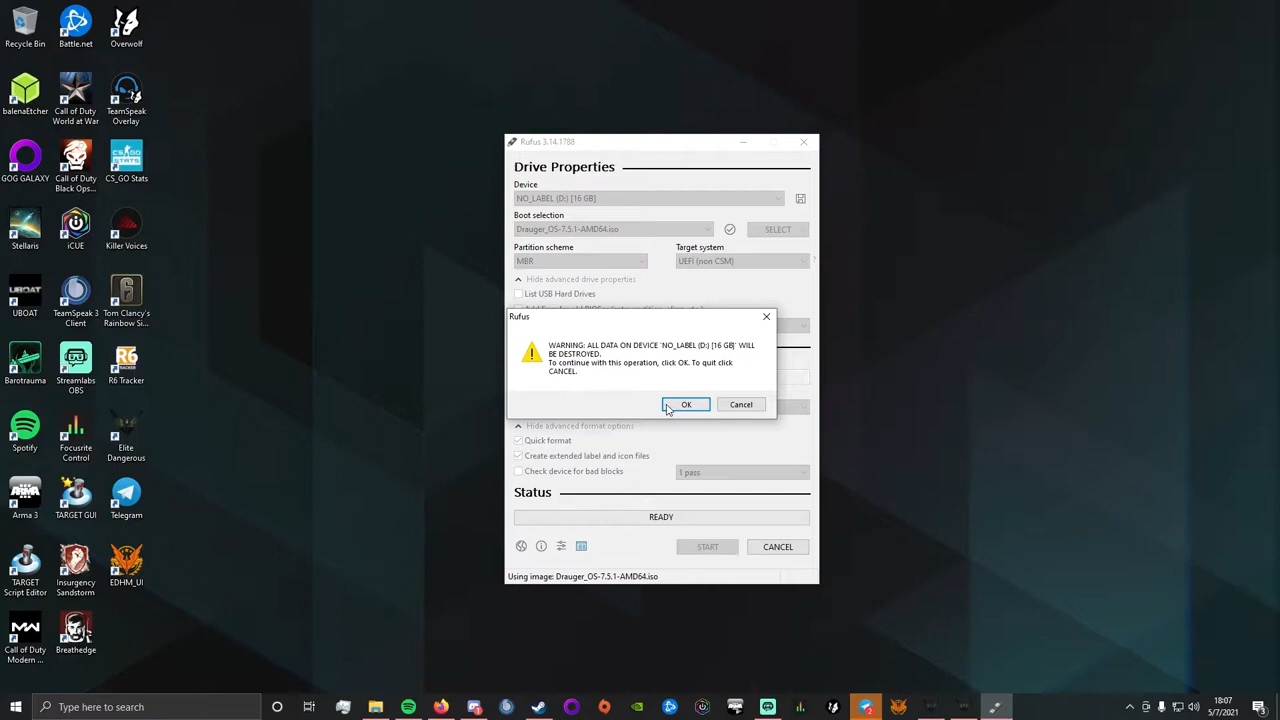 Recycle Bin
Battle.net
Overwolf
balenaEtcher
Call of Duty
World at War
TeamSpeak
Overlay
GOG GALAXY
Call of Duty
Black Ops...
CS_GO Stats
Stellaris
iCUE
Killer Voices
UBOAT
TeamSpeak 3
Client
Tom Clancy's
Rainbow Si...
Barotrauma
Streamlabs
OBS
R6 Tracker
Spotify
Call of Duty
Modern ...
Elite
Dangerous
Arma 3
TARGET GUI
Telegram
TARGET
Script Editor
Insurgency
Sandstorm
EDHM_UI
Call of Duty
Modern ...
Breathedge
Rufus 3.14.1788
Drive Properties
Device
NO_LABEL (D:) [16 GB]
Boot selection
Drauger_OS-7.5.1-AMD64.iso
SELECT
Partition scheme
Target system
MBR
UEFI (non CSM)
?
Hide advanced drive properties
List USB Hard Drives
Rufus
WARNING: ALL DATA ON DEVICE 'NO_LABEL (D:) [16 GB]' WILL
BE DESTROYED.
To continue with this operation, click OK. To quit click
CANCEL.
OK
Cancel
Hide advanced format options
Quick format
Create extended label and icon files
Check device for bad blocks
1 pass
Status
READY
START
CANCEL
Using image: Drauger_OS-7.5.1-AMD64.iso
Type here to search
18:07
5/7/2021